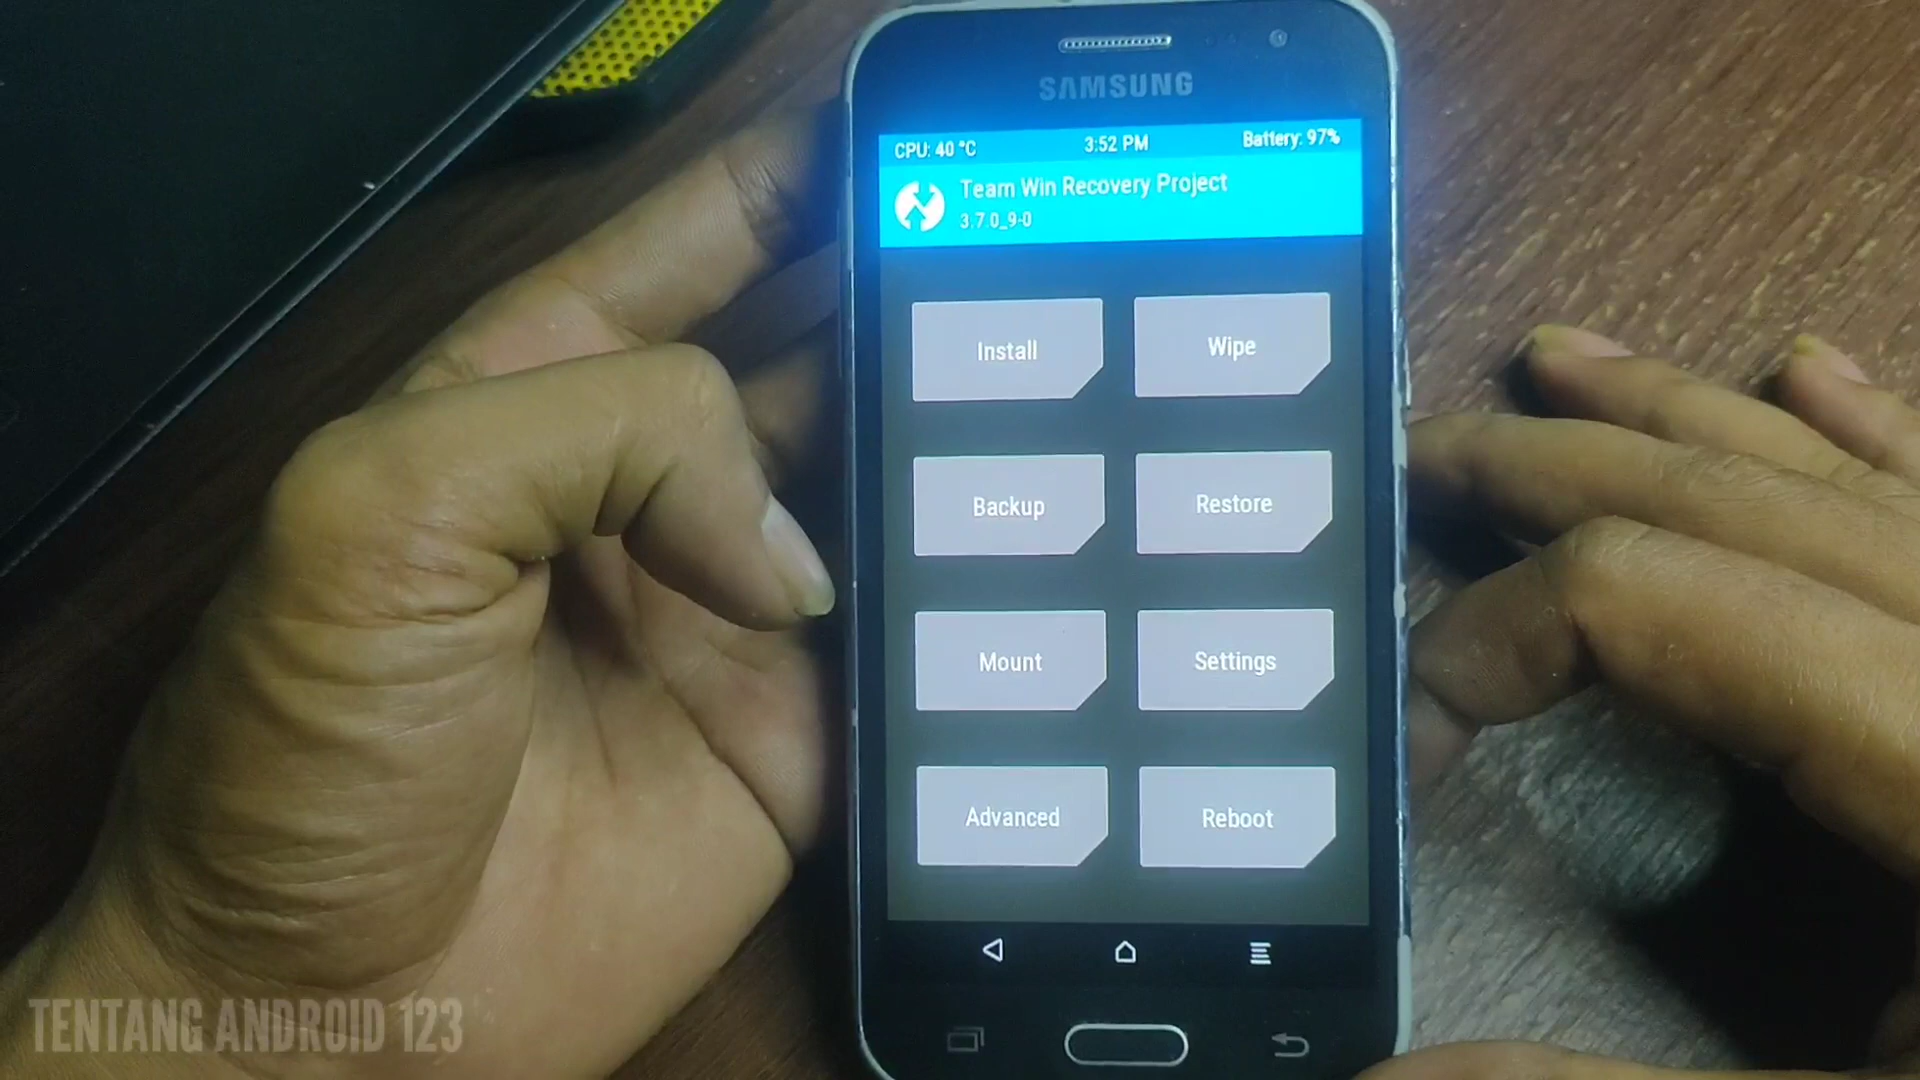 SAMSUNG
CPU: 40 °C 3:52 PM Battery: 97%
Team Win Recovery Project
3.7.0_9-0
Install Wipe
Backup Restore
Mount Settings
Advanced Reboot
TENTANG ANDROID 123